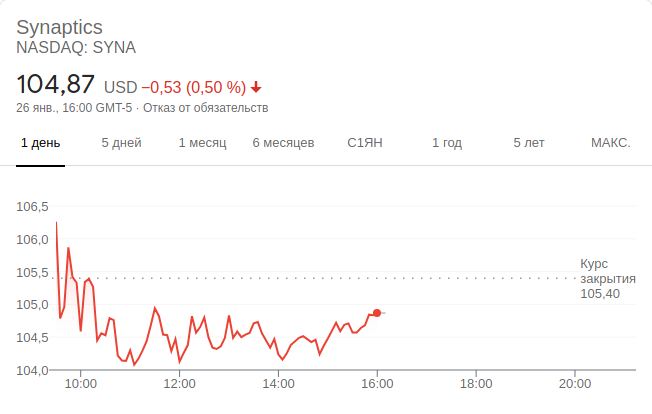 Synaptics
NASDAQ: SYNA
104,87 USD −0,53 (0,50 %)
26 янв., 16:00 GMT-5 · Отказ от обязательств
1 день 5 дней 1 месяц 6 месяцев С1ЯН 1 год 5 лет МАКС.
106,5
106,0
105,5
105,0
104,5
104,0
Курс
закрытия
105,40
10:00 12:00 14:00 16:00 18:00 20:00